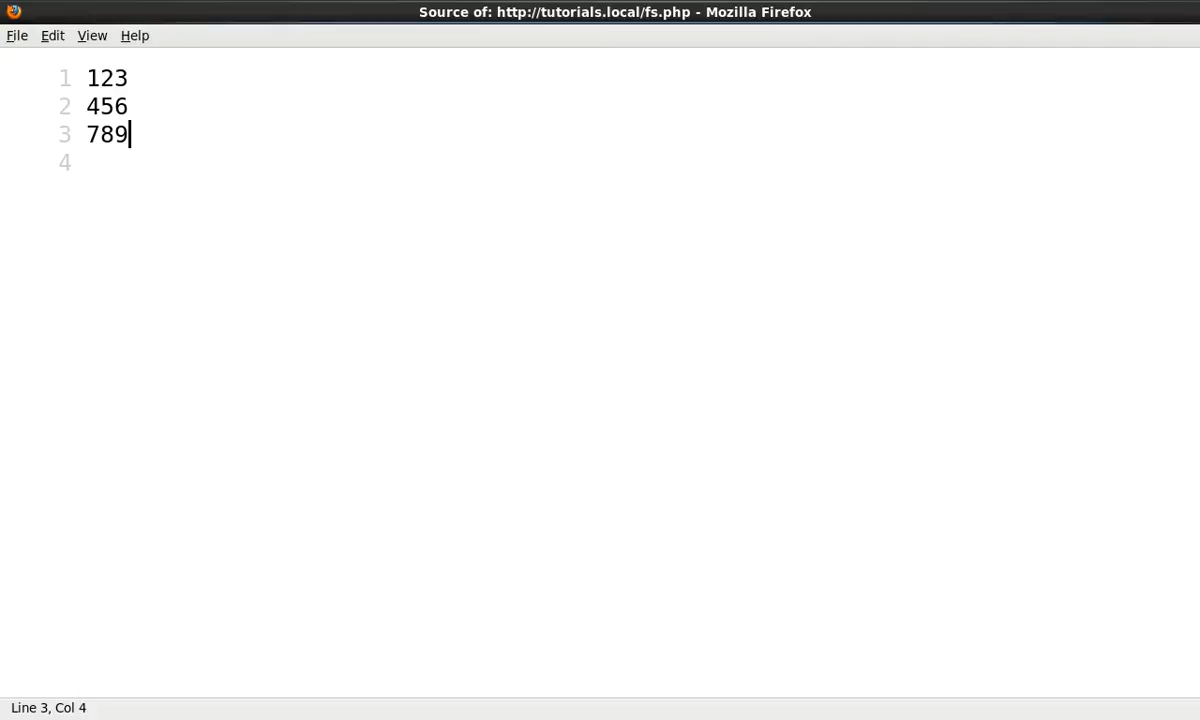 Source of: http://tutorials.local/fs.php - Mozilla Firefox
File Edit View Help
1 123
2 456
3 789
4
Line 3, Col 4